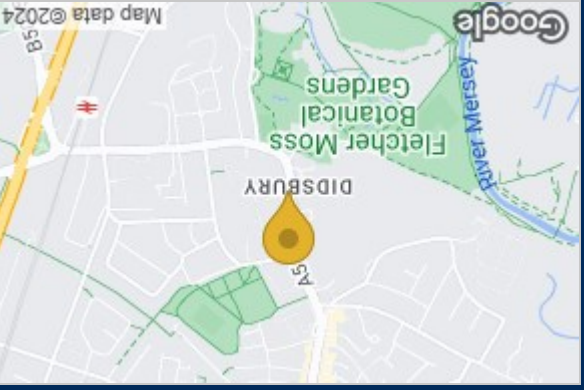 A5
DIDSBURY
Fletcher Moss
Botanical
Gardens
River Mersey
B5
Google
Map data ©2024